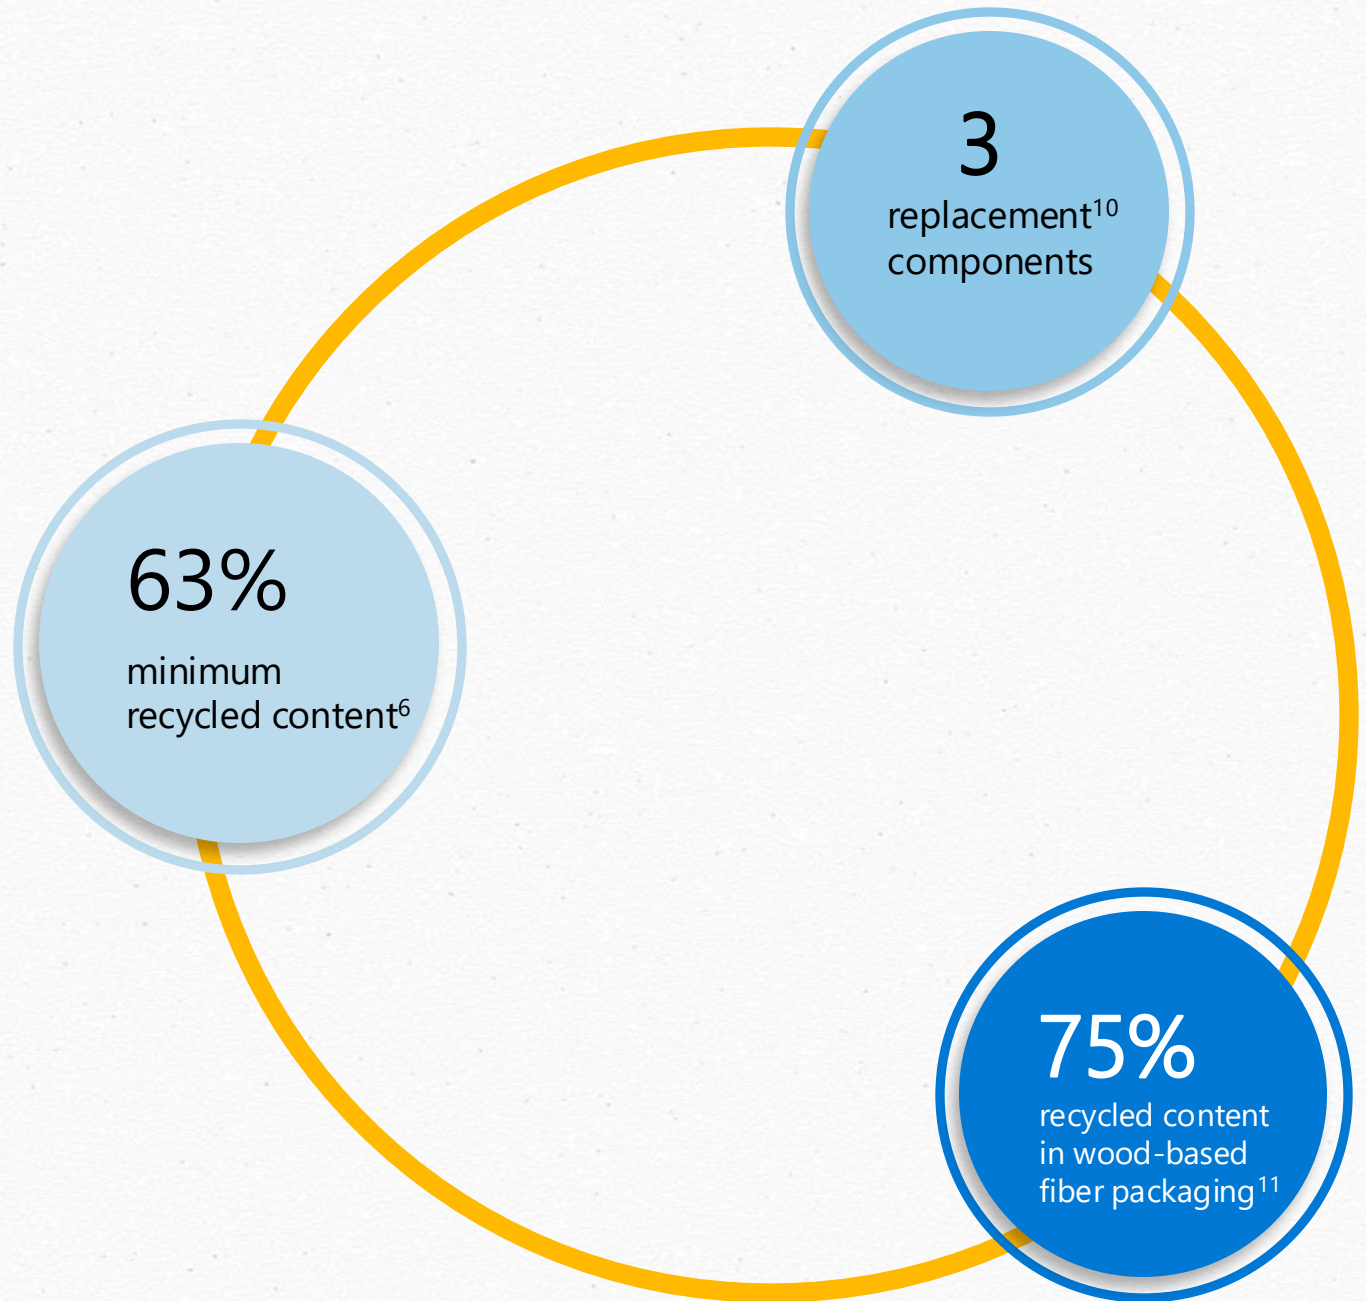 3
replacement¹⁰
components
63%
minimum
recycled content⁶
75%
recycled content
in wood-based
fiber packaging¹¹